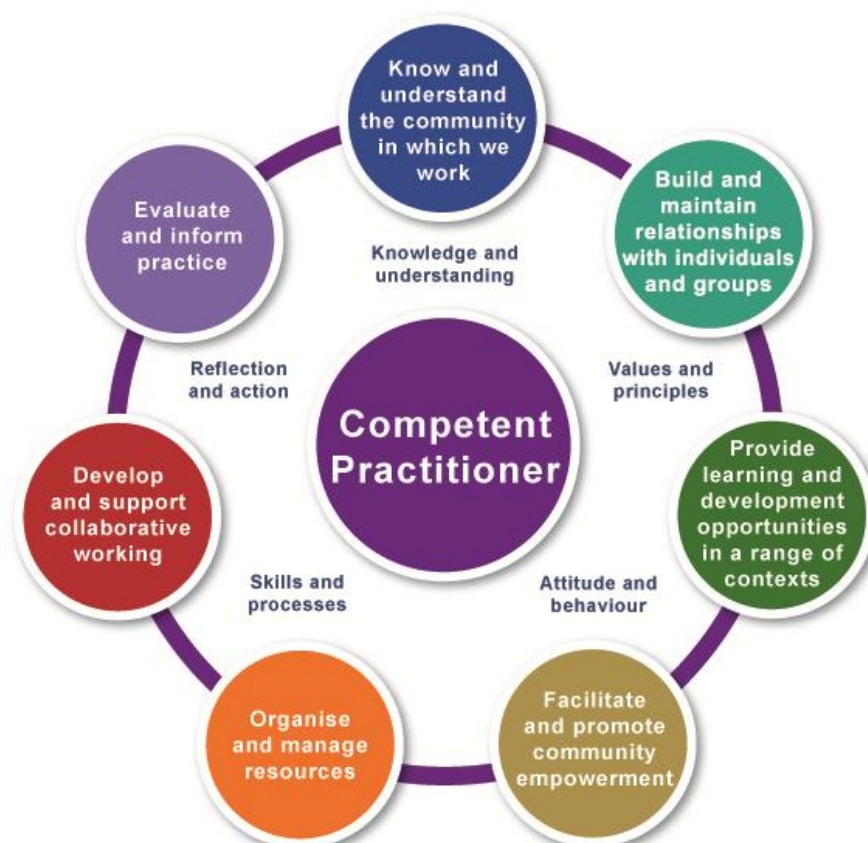 Know and
understand
the community
in which we
work
Build and
maintain
relationships
with individuals
and groups
Provide
learning and
development
opportunities
in a range of
contexts
Facilitate
and promote
community
empowerment
Organise
and manage
resources
Develop
and support
collaborative
working
Evaluate
and inform
practice
Knowledge and
understanding
Values and
principles
Attitude and
behaviour
Skills and
processes
Reflection
and action
Competent
Practitioner